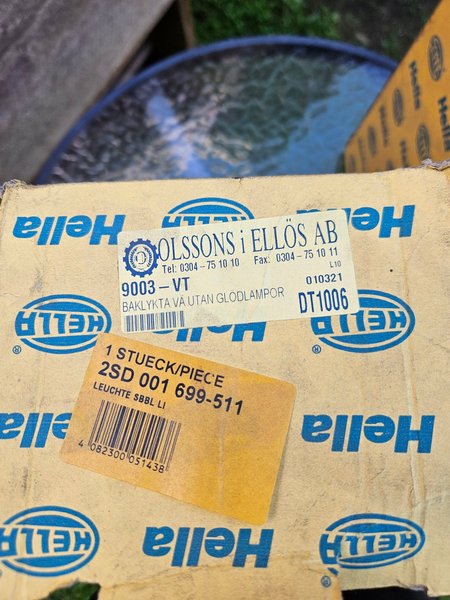 Hella
HELLA
Hella
Hella
OLSSONS i ELLÖS AB
Tel: 0304-75 10 10 Fax: 0304-75 10 11
L10
9003-VT 010321
BAKLYKTA VÄ UTAN GLÖDLAMPOR DT1006
HELLA
HELLA
1 STUECK/PIECE
2SD 001 699-511
LEUCHTE SBBL LI
4 082300 051438
Hella
Hella
HELLA
Hella
HELLA